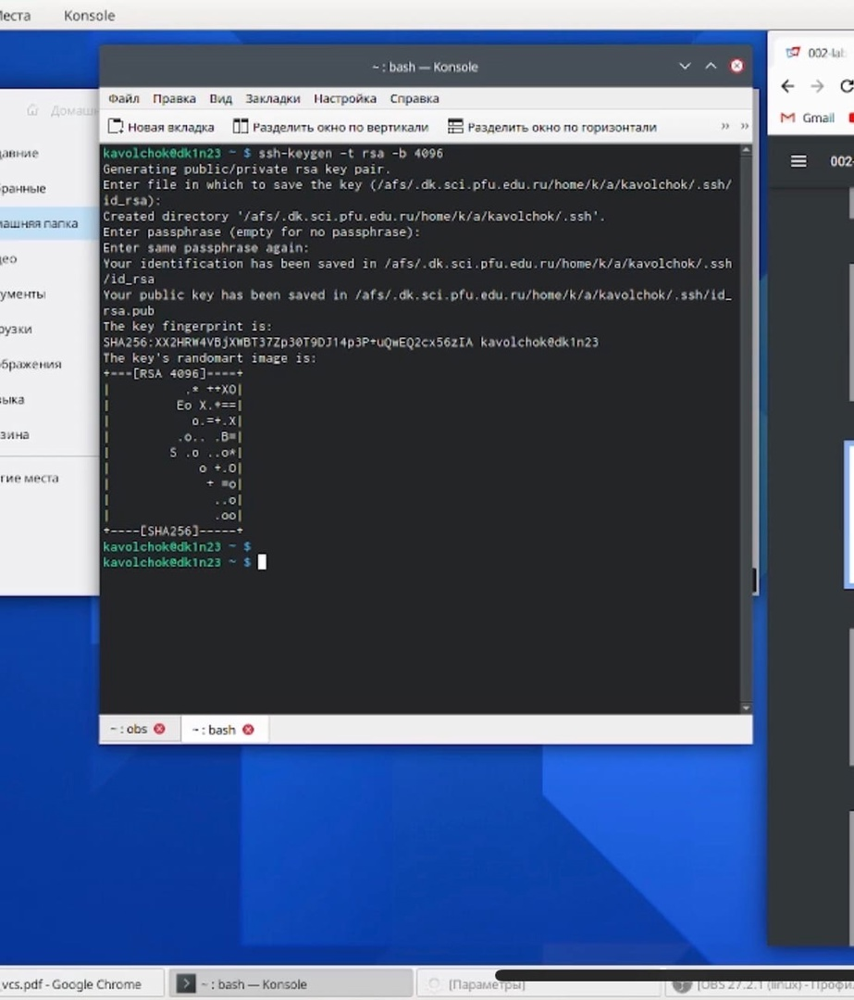 Места Konsole
~ : bash — Konsole
002-lab
Файл Правка Вид Закладки Настройка Справка
Новая вкладка Разделить окно по вертикали Разделить окно по горизонтали
Gmail
002-
авние
бранные
машняя папка
део
ументы
рузки
ображения
зыка
зина
гие места
kavolchok@dk1n23 ~ $ ssh-keygen -t rsa -b 4096
Generating public/private rsa key pair.
Enter file in which to save the key (/afs/.dk.sci.pfu.edu.ru/home/k/a/kavolchok/.ssh/
id_rsa):
Created directory '/afs/.dk.sci.pfu.edu.ru/home/k/a/kavolchok/.ssh'.
Enter passphrase (empty for no passphrase):
Enter same passphrase again:
Your identification has been saved in /afs/.dk.sci.pfu.edu.ru/home/k/a/kavolchok/.ssh
/id_rsa
Your public key has been saved in /afs/.dk.sci.pfu.edu.ru/home/k/a/kavolchok/.ssh/id_
rsa.pub
The key fingerprint is:
SHA256:XX2HRW4VBjXWBT37Zp30T9DJ14p3P+uQwEQ2cx56zIA kavolchok@dk1n23
The key's randomart image is:
+---[RSA 4096]----+
|          .* ++XO|
|         Eo X.*==|
|           o.=+.X|
|         .o.. .B=|
|        S .o ..o*|
|            o +.O|
|             + =o|
|              ..o|
|              .oo|
+----[SHA256]-----+
kavolchok@dk1n23 ~ $
kavolchok@dk1n23 ~ $
~ : obs ~ : bash
vcs.pdf - Google Chrome ~ : bash — Konsole [Параметры] [OBS 27.2.1 (linux) - Профи